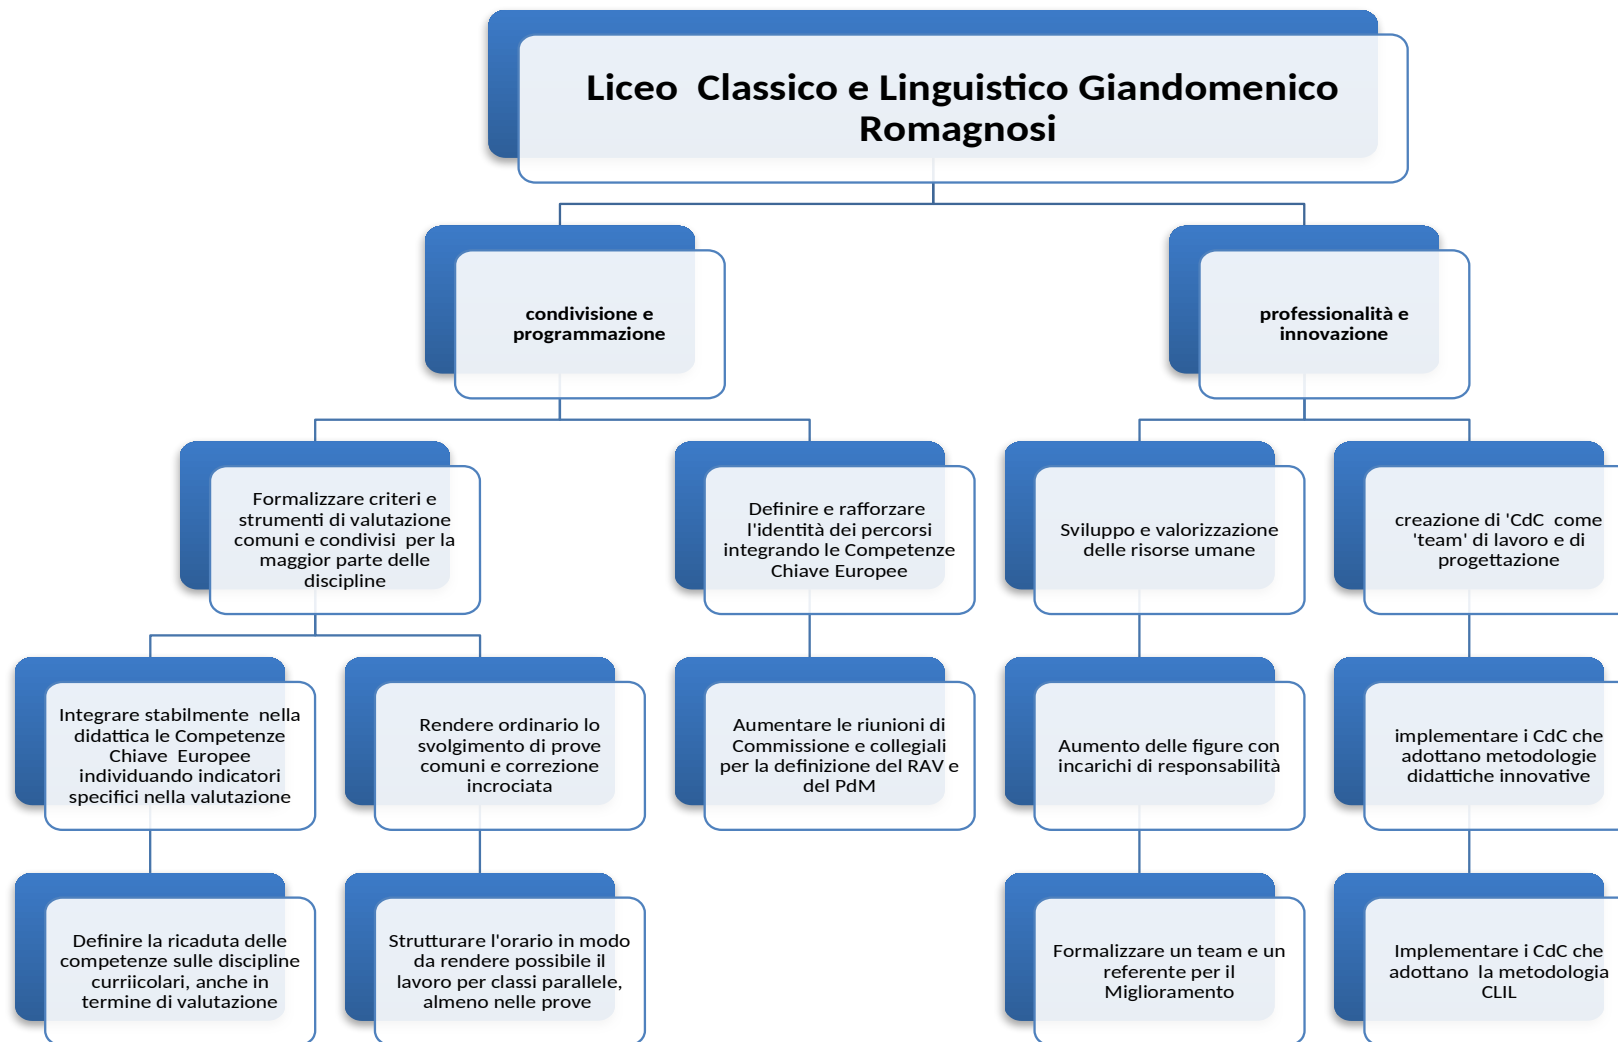 Liceo  Classico e Linguistico Giandomenico
Romagnosi
condivisione e
programmazione
professionalità e
innovazione
Formalizzare criteri e
strumenti di valutazione
comuni e condivisi  per la
maggior parte delle
discipline
Definire e rafforzare
l'identità dei percorsi
integrando le Competenze
Chiave Europee
Sviluppo e valorizzazione
delle risorse umane
creazione di 'CdC  come
'team' di lavoro e di
progettazione
Integrare stabilmente  nella
didattica le Competenze
Chiave  Europee
individuando indicatori
specifici nella valutazione
Rendere ordinario lo
svolgimento di prove
comuni e correzione
incrociata
Aumentare le riunioni di
Commissione e collegiali
per la definizione del RAV e
del PdM
Aumento delle figure con
incarichi di responsabilità
implementare i CdC che
adottano metodologie
didattiche innovative
Definire la ricaduta delle
competenze sulle discipline
curriicolari, anche in
termine di valutazione
Strutturare l'orario in modo
da rendere possibile il
lavoro per classi parallele,
almeno nelle prove
Formalizzare un team e un
referente per il
Miglioramento
Implementare i CdC che
adottano  la metodologia
CLIL